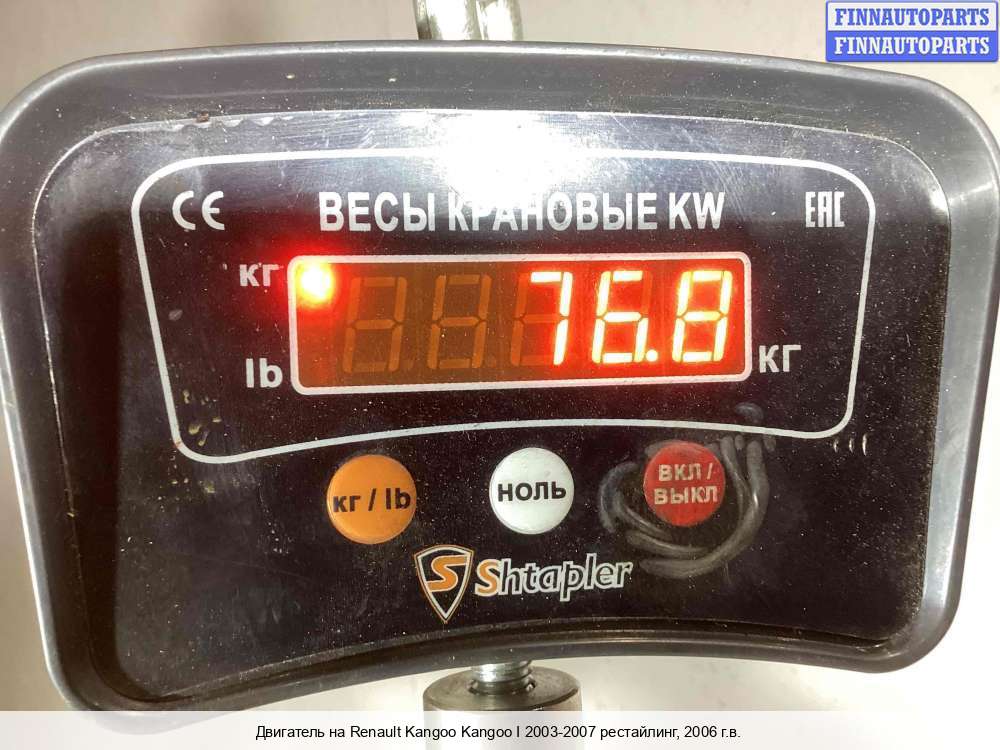 FINNAUTOPARTS
FINNAUTOPARTS
CE ВЕСЫ КРАНОВЫЕ KW EAC
кг
76.8
lb КГ
кг / lb НОЛЬ ВКЛ /
ВЫКЛ
S Shtapler
Двигатель на Renault Kangoo Kangoo I 2003-2007 рестайлинг, 2006 г.в.